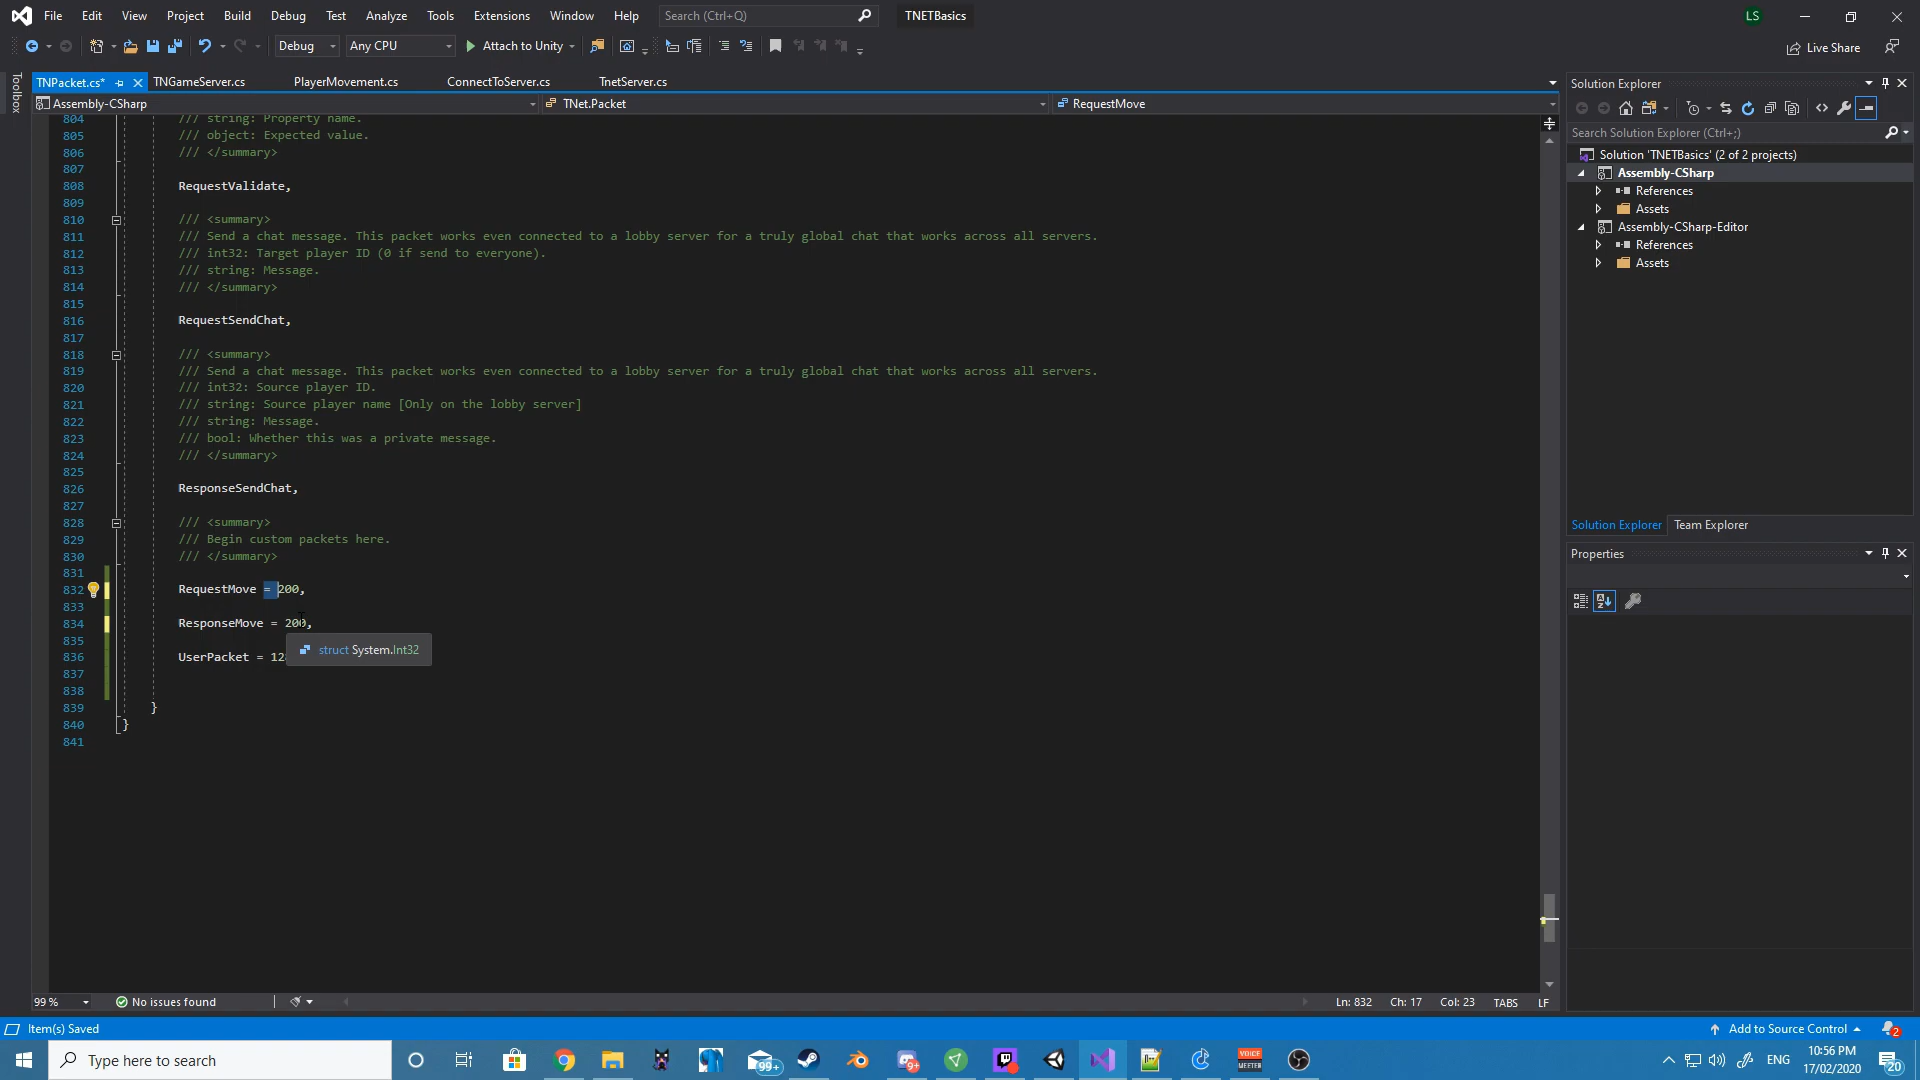 File Edit View Project Build Debug Test Analyze Tools Extensions Window Help Search (Ctrl+Q) TNETBasics LS
Debug Any CPU Attach to Unity Live Share
Toolbox
TNPacket.cs* TNGameServer.cs PlayerMovement.cs ConnectToServer.cs TnetServer.cs
Assembly-CSharp TNet.Packet RequestMove
804 /// string: Property name.
805 /// object: Expected value.
806 /// </summary>
807
808 RequestValidate,
809
810 /// <summary>
811 /// Send a chat message. This packet works even connected to a lobby server for a truly global chat that works across all servers.
812 /// int32: Target player ID (0 if send to everyone).
813 /// string: Message.
814 /// </summary>
815
816 RequestSendChat,
817
818 /// <summary>
819 /// Send a chat message. This packet works even connected to a lobby server for a truly global chat that works across all servers.
820 /// int32: Source player ID.
821 /// string: Source player name [Only on the lobby server]
822 /// string: Message.
823 /// bool: Whether this was a private message.
824 /// </summary>
825
826 ResponseSendChat,
827
828 /// <summary>
829 /// Begin custom packets here.
830 /// </summary>
831
832 RequestMove = 200,
833
834 ResponseMove = 200,
835
struct System.Int32
836 UserPacket = 12
837
838
839 }
840 }
841
99 % No issues found Ln: 832 Ch: 17 Col: 23 TABS LF
Solution Explorer
Search Solution Explorer (Ctrl+;)
Solution 'TNETBasics' (2 of 2 projects)
Assembly-CSharp
References
Assets
Assembly-CSharp-Editor
References
Assets
Solution Explorer Team Explorer
Properties
Item(s) Saved Add to Source Control 2
Type here to search 99+ 9+ VOICE MEETER ENG 10:56 PM
17/02/2020 20